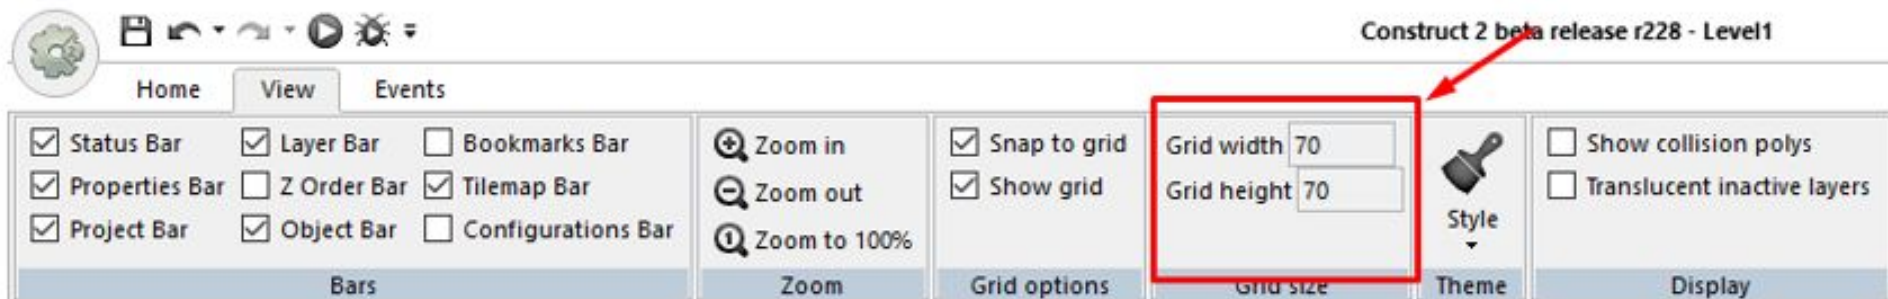 Construct 2 beta release r228 - Level1
Home View Events
Status Bar Layer Bar Bookmarks Bar
Properties Bar Z Order Bar Tilemap Bar
Project Bar Object Bar Configurations Bar
Bars
Zoom in
Zoom out
Zoom to 100%
Zoom
Snap to grid
Show grid
Grid options
Grid width 70
Grid height 70
Grid size
Style
Theme
Show collision polys
Translucent inactive layers
Display